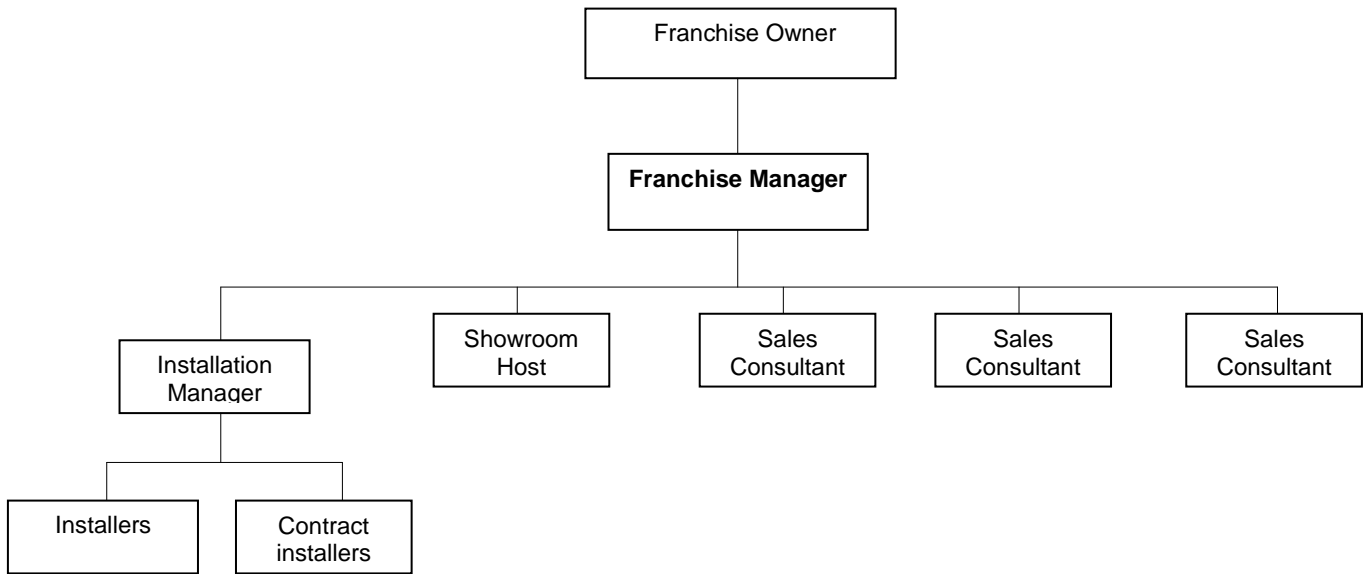 Franchise Owner
Franchise Manager
Installation
Manager
Showroom
Host
Sales
Consultant
Sales
Consultant
Sales
Consultant
Installers
Contract
installers